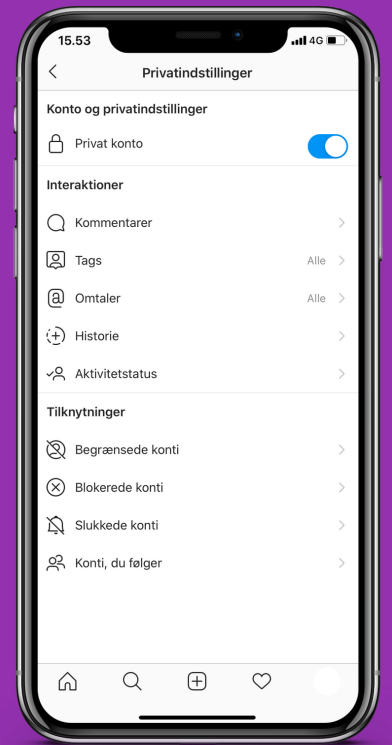 15.53
4G
Privatindstillinger
Konto og privatindstillinger
Privat konto
Interaktioner
Kommentarer
Tags Alle
Omtaler Alle
Historie
Aktivitetstatus
Tilknytninger
Begrænsede konti
Blokerede konti
Slukkede konti
Konti, du følger